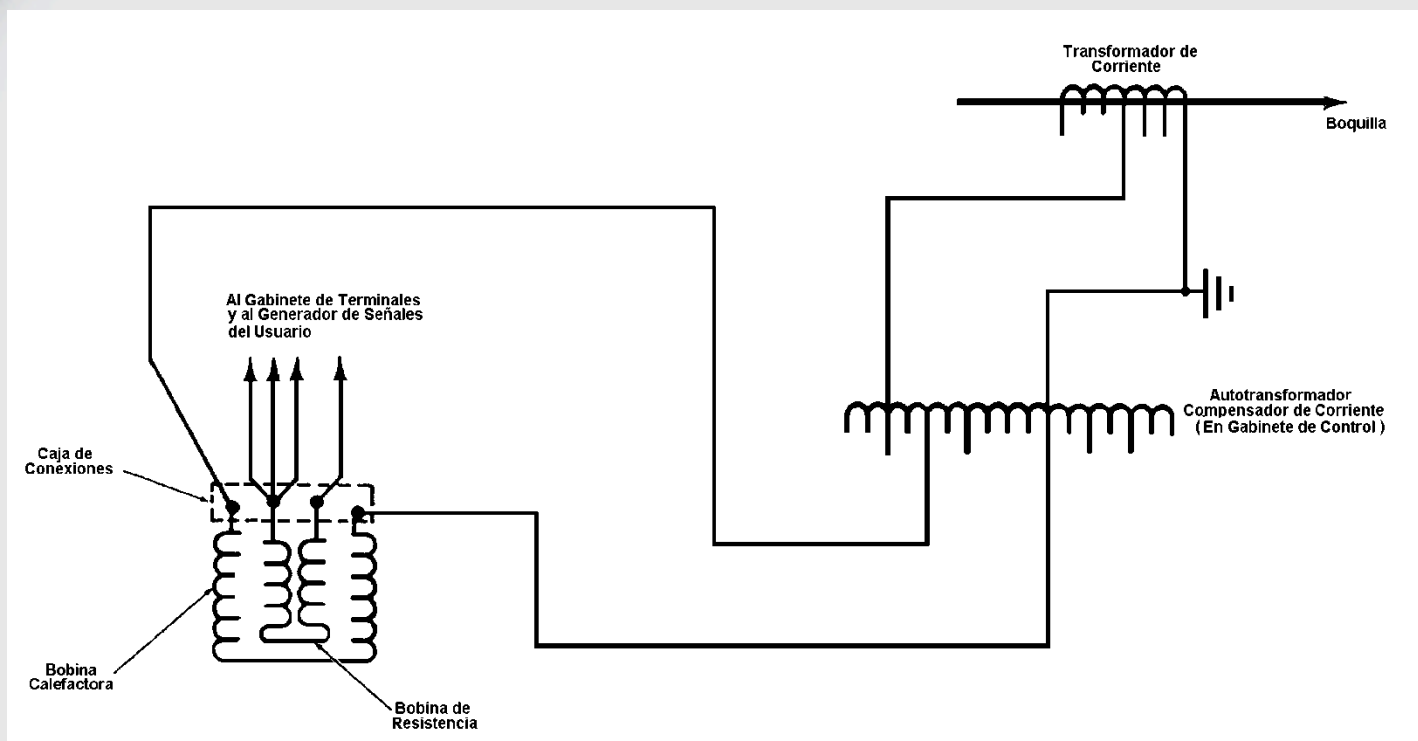 Transformador de
Corriente
Boquilla
Al Gabinete de Terminales
y al Generador de Señales
del Usuario
Autotransformador
Compensador de Corriente
( En Gabinete de Control )
Caja de
Conexiones
Bobina
Calefactora
Bobina de
Resistencia